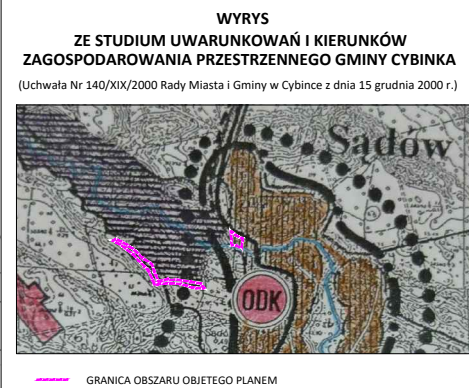 WYRYS
ZE STUDIUM UWARUNKOWAŃ I KIERUNKÓW
ZAGOSPODAROWANIA PRZESTRZENNEGO GMINY CYBINKA
(Uchwała Nr 140/XIX/2000 Rady Miasta i Gminy w Cybince z dnia 15 grudnia 2000 r.)
Sądów
ODK
GRANICA OBSZARU OBJETEGO PLANEM